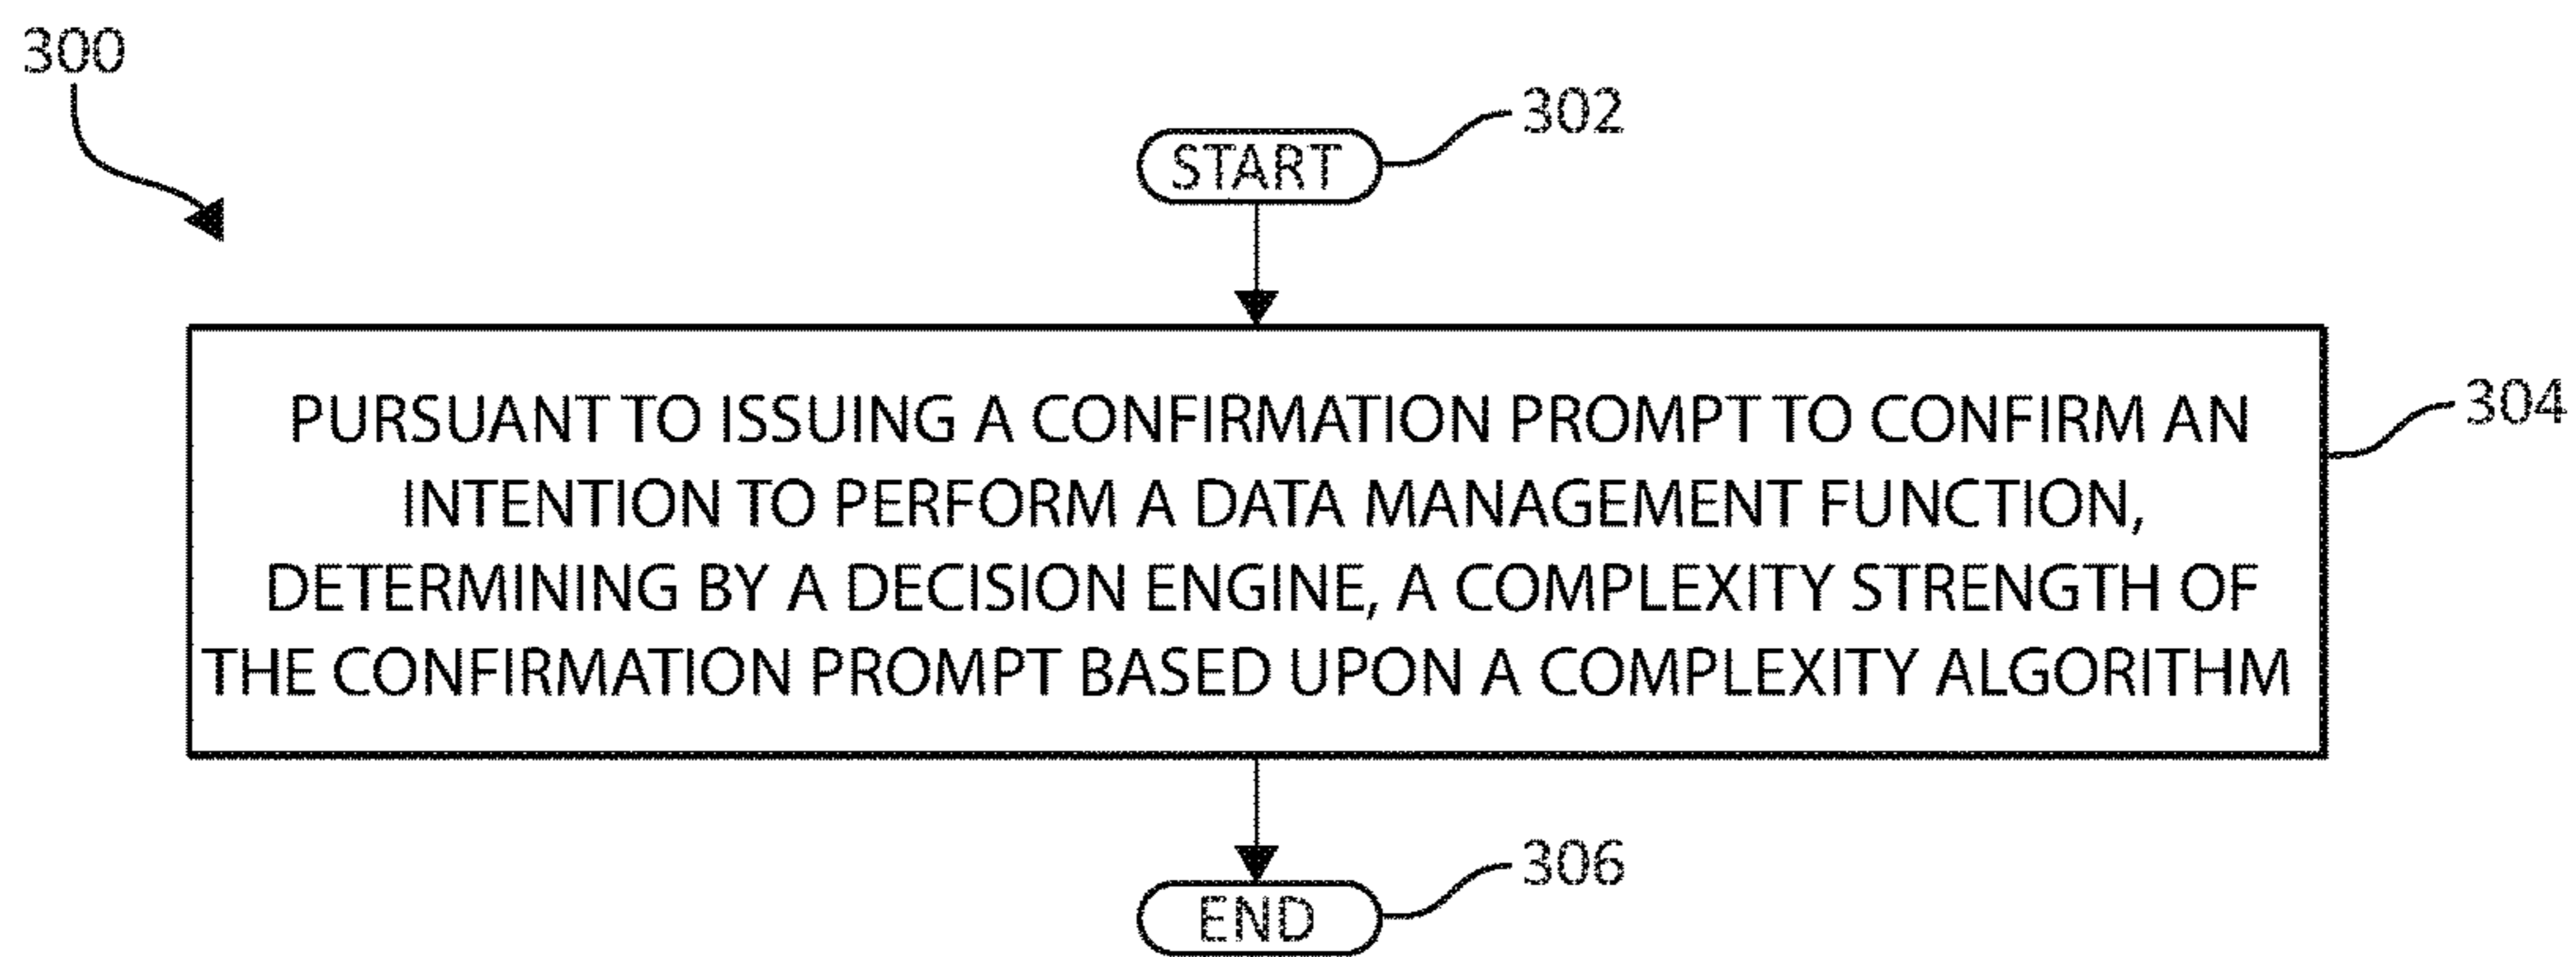 300
302
START
PURSUANT TO ISSUING A CONFIRMATION PROMPT TO CONFIRM AN
INTENTION TO PERFORM A DATA MANAGEMENT FUNCTION,
DETERMINING BY A DECISION ENGINE, A COMPLEXITY STRENGTH OF
THE CONFIRMATION PROMPT BASED UPON A COMPLEXITY ALGORITHM
304
306
END